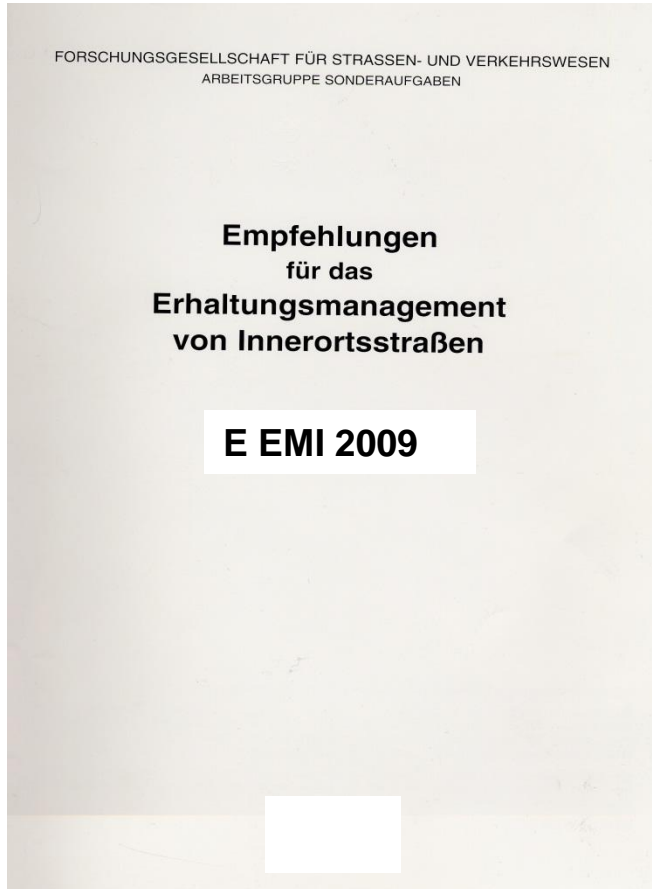 FORSCHUNGSGESELLSCHAFT FÜR STRASSEN- UND VERKEHRSWESEN
ARBEITSGRUPPE SONDERAUFGABEN
Empfehlungen
für das
Erhaltungsmanagement
von Innerortsstraßen
E EMI 2009